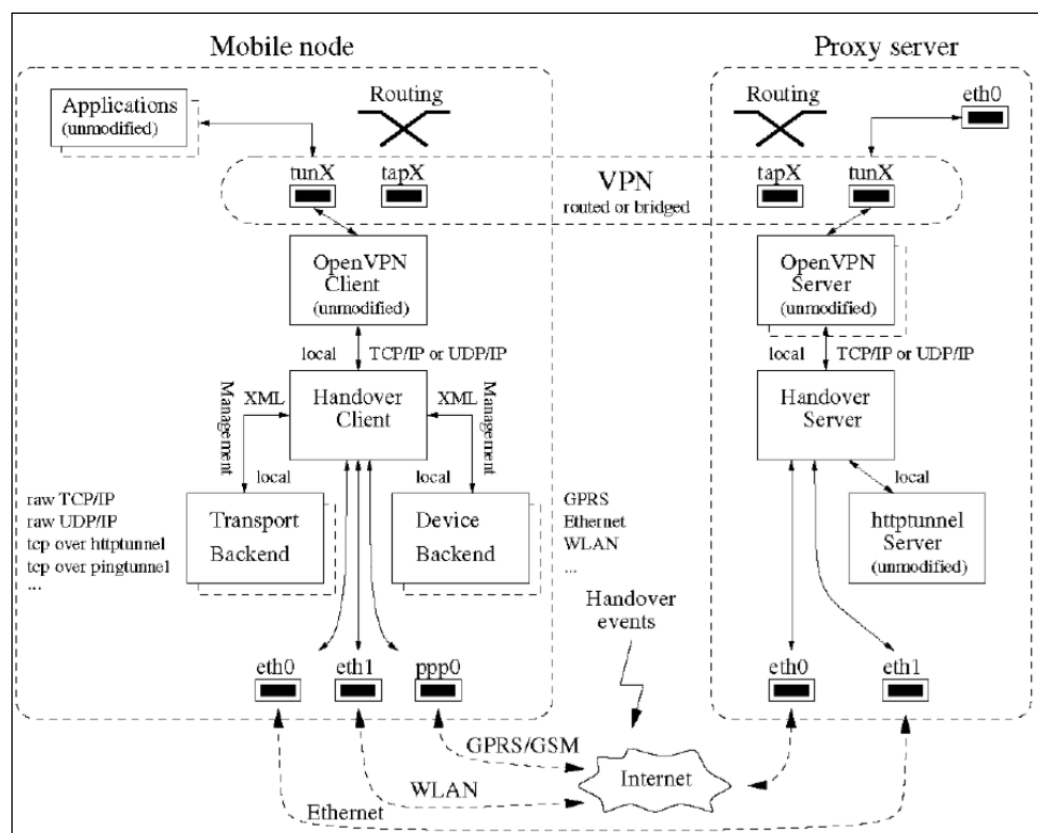 Mobile node
Proxy server
Applications
(unmodified)
Routing
Routing
eth0
tunX
tapX
VPN
routed or bridged
tapX
tunX
OpenVPN
Client
(unmodified)
OpenVPN
Server
(unmodified)
local
TCP/IP or UDP/IP
local
TCP/IP or UDP/IP
Management
XML
Handover
Client
XML
Management
Handover
Server
local
local
local
raw TCP/IP
raw UDP/IP
tcp over httptunnel
tcp over pingtunnel
...
Transport
Backend
Device
Backend
GPRS
Ethernet
WLAN
...
httptunnel
Server
(unmodified)
Handover
events
eth0
eth1
ppp0
eth0
eth1
GPRS/GSM
WLAN
Internet
Ethernet